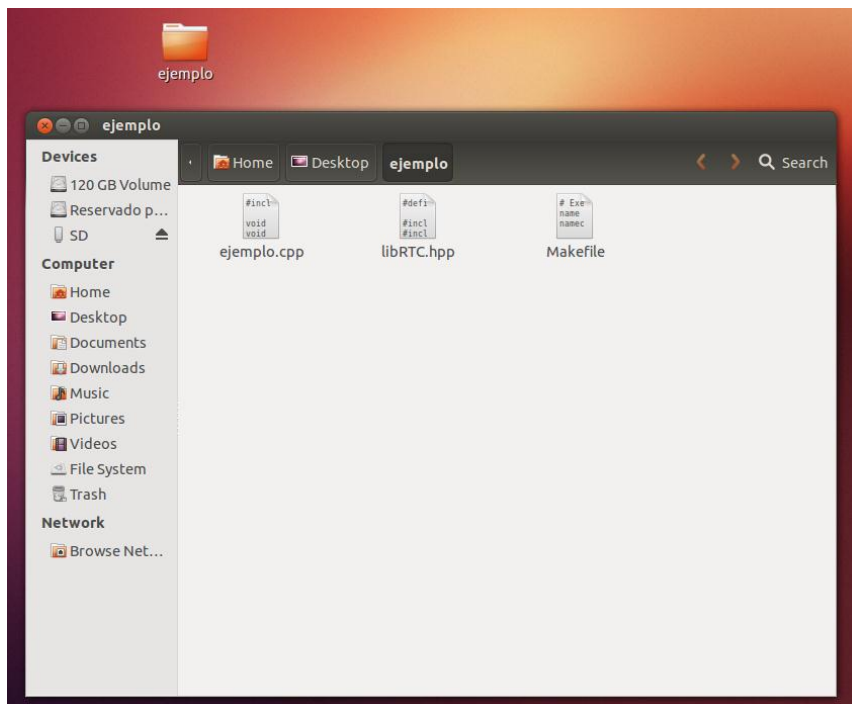 ejemplo
ejemplo
Devices
120 GB Volume
Reservado p...
SD
Computer
Home
Desktop
Documents
Downloads
Music
Pictures
Videos
File System
Trash
Network
Browse Net...
Home Desktop ejemplo Search
#incl
void
void
ejemplo.cpp
#defi
#incl
#incl
libRTC.hpp
# Exe
name
namec
Makefile